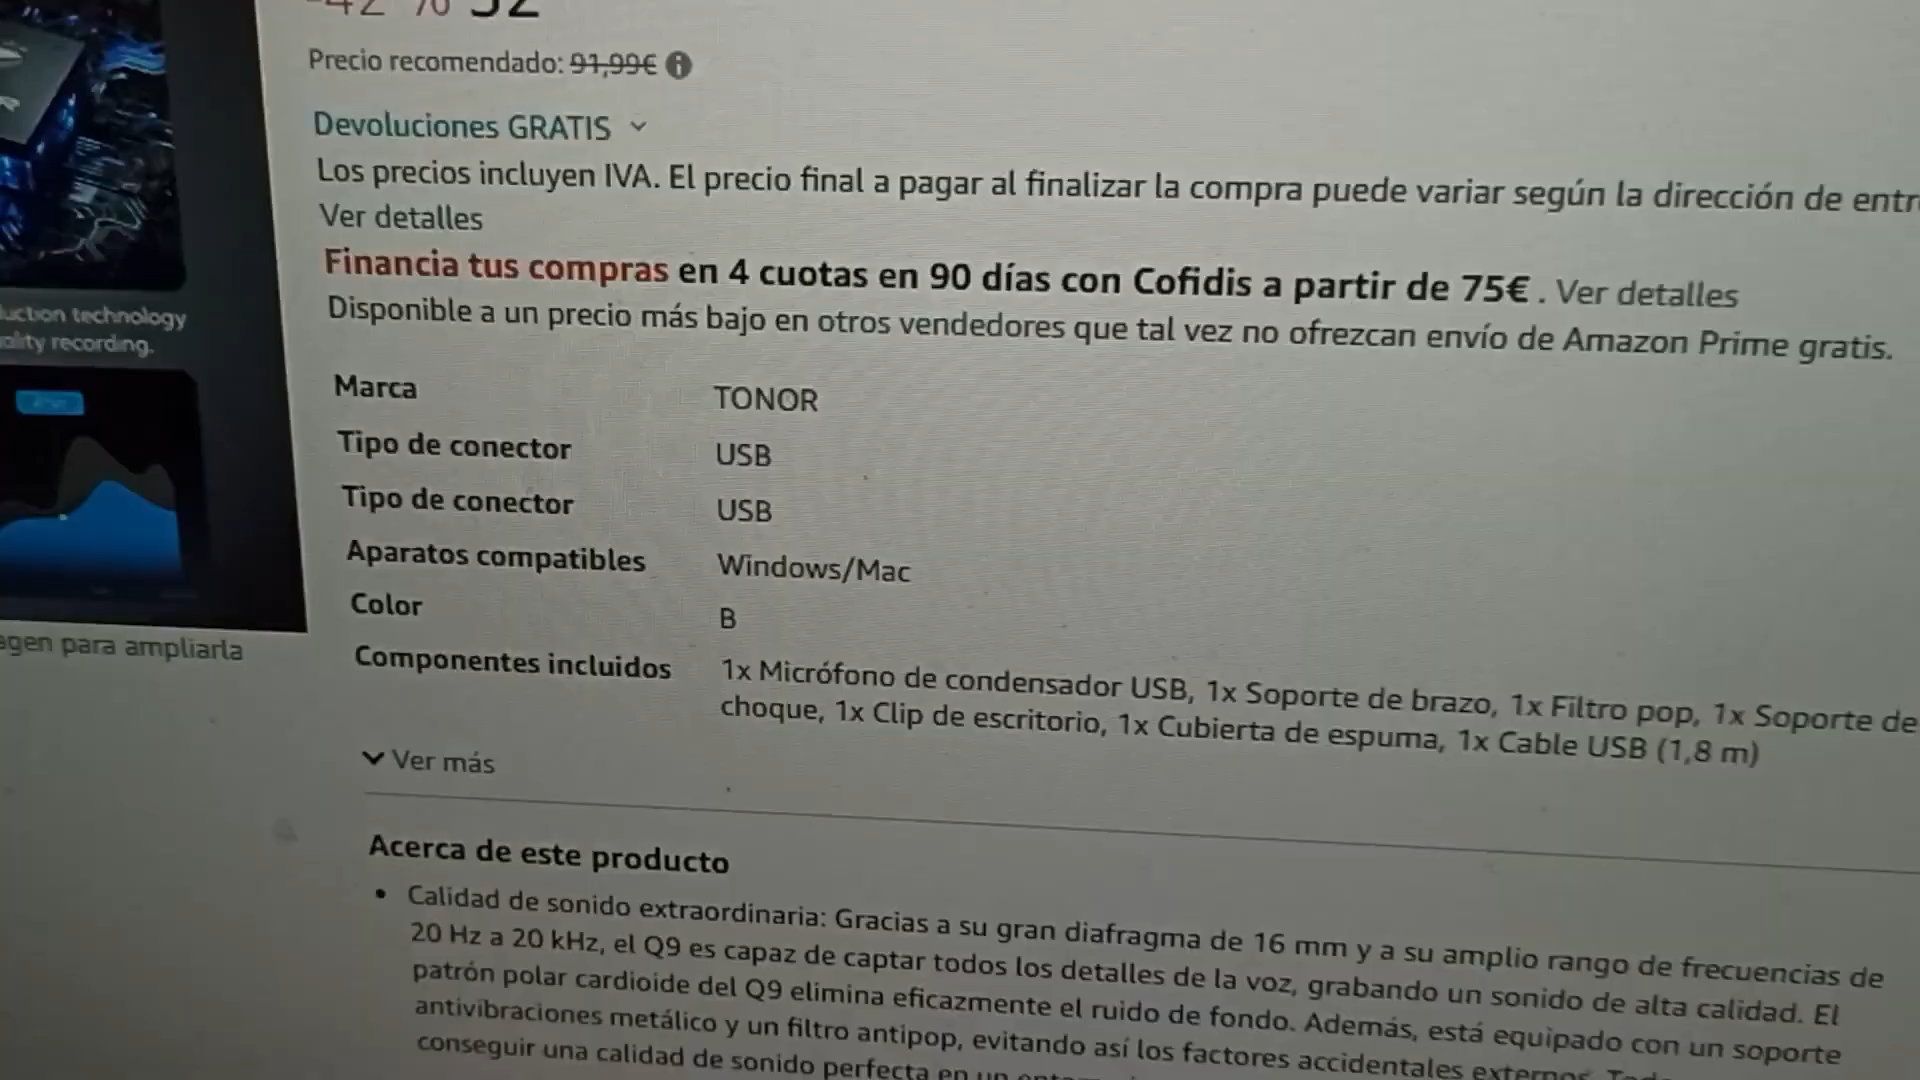 Precio recomendado: 91,99€
Devoluciones GRATIS
Los precios incluyen IVA. El precio final a pagar al finalizar la compra puede variar según la dirección de
Ver detalles
Financia tus compras en 4 cuotas en 90 días con Cofidis a partir de 75€ . Ver detalles
Disponible a un precio más bajo en otros vendedores que tal vez no ofrezcan envío de Amazon Prime gratis.
technology
recording.
Marca TONOR
Tipo de conector USB
Tipo de conector USB
Aparatos compatibles Windows/Mac
Color B
para ampliarla
Componentes incluidos 1x Micrófono de condensador USB, 1x Soporte de brazo, 1x Filtro pop, 1x Soporte de
choque, 1x Clip de escritorio, 1x Cubierta de espuma, 1x Cable USB (1,8 m)
Ver más
Acerca de este producto
• Calidad de sonido extraordinaria: Gracias a su gran diafragma de 16 mm y a su amplio rango de frecuencias de
20 Hz a 20 kHz, el Q9 es capaz de captar todos los detalles de la voz, grabando un sonido de alta calidad. El
patrón polar cardioide del Q9 elimina eficazmente el ruido de fondo. Además, está equipado con un soporte
antivibraciones metálico y un filtro antipop, evitando así los factores accidentales externos.
conseguir una calidad de sonido perfecta en un